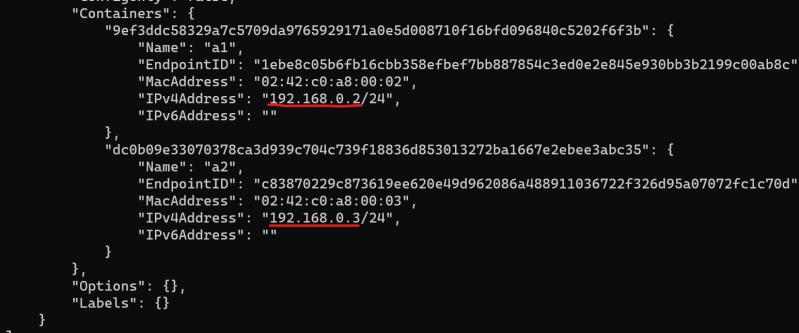 "Containers": {
"9ef3ddc58329a7c5709da9765929171a0e5d008710f16bfd096840c5202f6f3b": {
"Name": "a1",
"EndpointID": "1ebe8c05b6fb16cbb358efbef7bb887854c3ed0e2e845e930bb3b2199c00ab8c"
"MacAddress": "02:42:c0:a8:00:02",
"IPv4Address": "192.168.0.2/24",
"IPv6Address": ""
},
"dc0b09e33070378ca3d939c704c739f18836d853013272ba1667e2ebee3abc35": {
"Name": "a2",
"EndpointID": "c83870229c873619ee620e49d962086a488911036722f326d95a07072fc1c70d"
"MacAddress": "02:42:c0:a8:00:03",
"IPv4Address": "192.168.0.3/24",
"IPv6Address": ""
}
},
"Options": {},
"Labels": {}
}